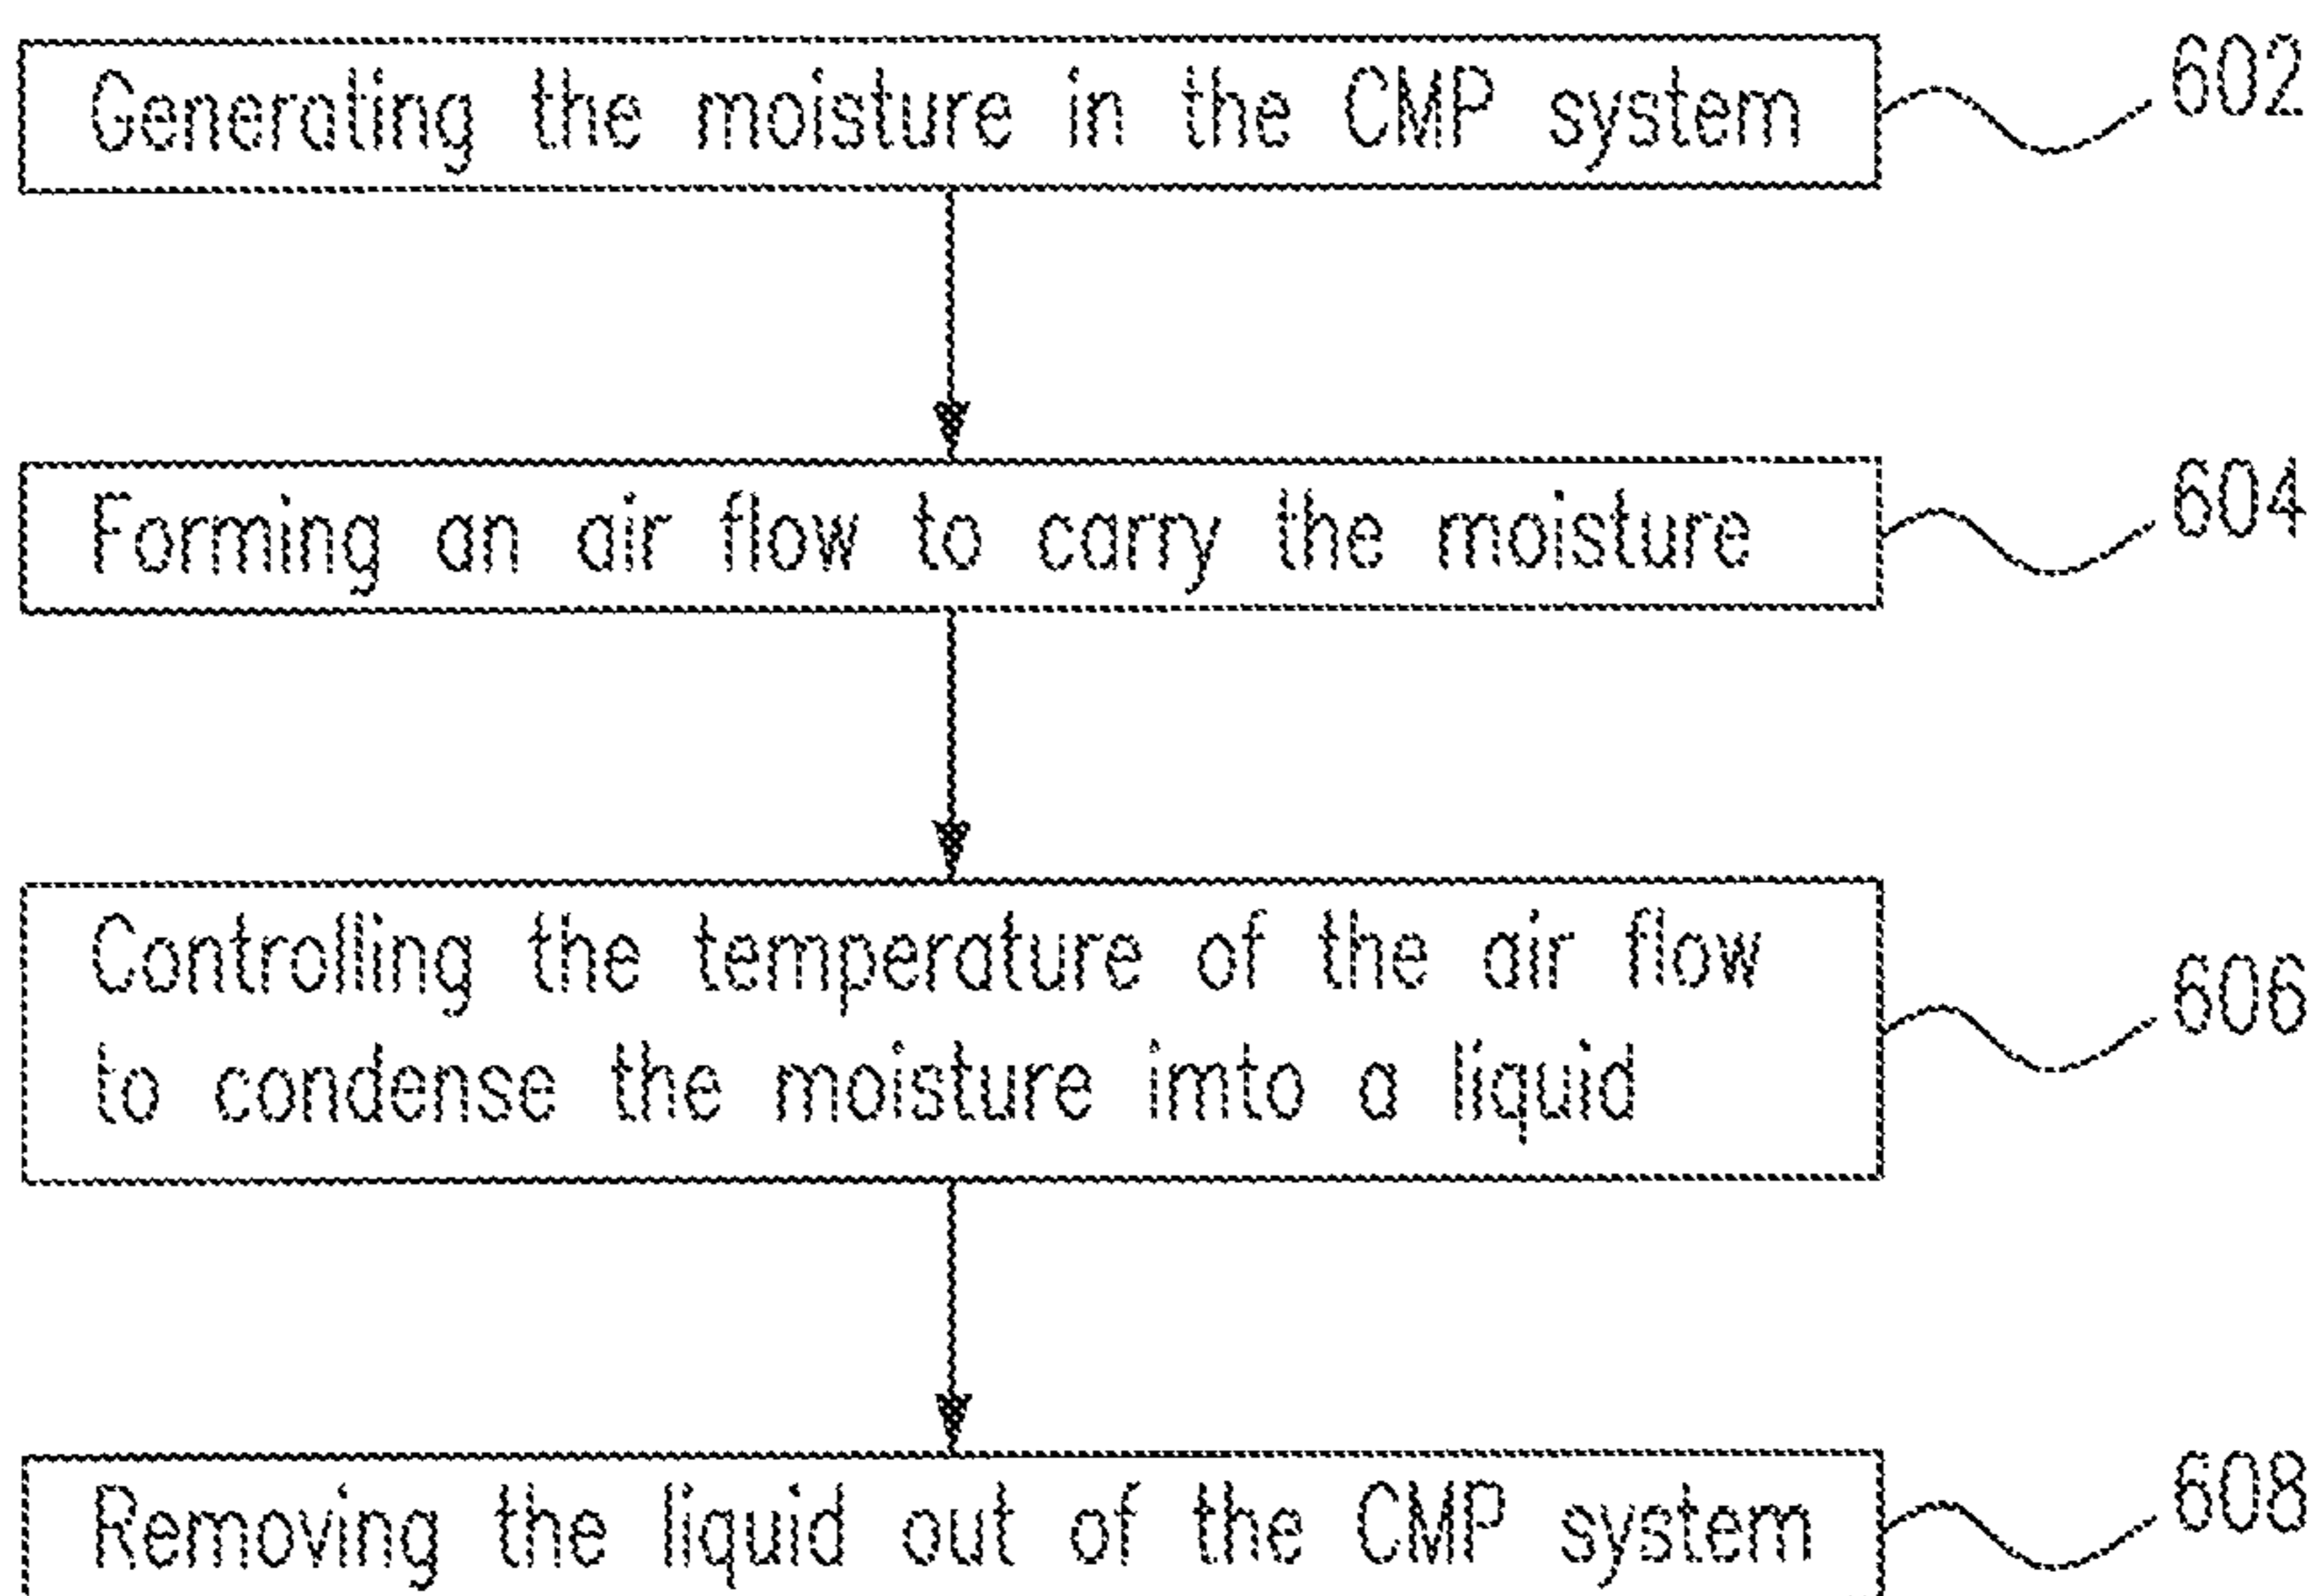 Generating the moisture in the CMP system 602
Forming an air flow to carry the moisture 604
Controlling the temperature of the air flow
to condense the moisture imto a liquid 606
Removing the liquid out of the CMP system 608